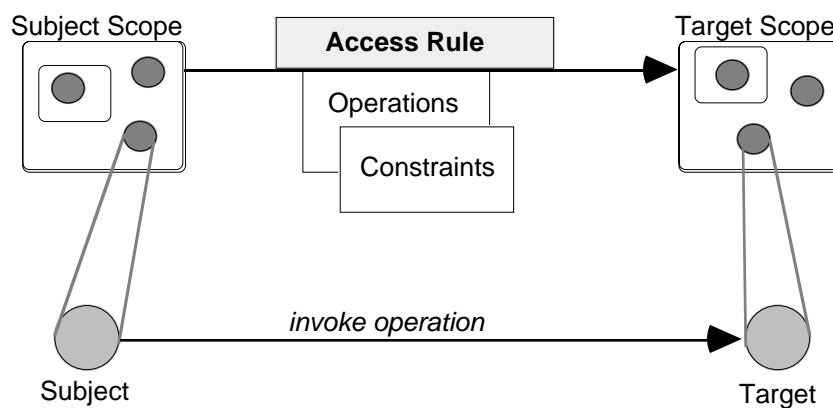 Subject Scope
Access Rule
Target Scope
Operations
Constraints
invoke operation
Subject
Target